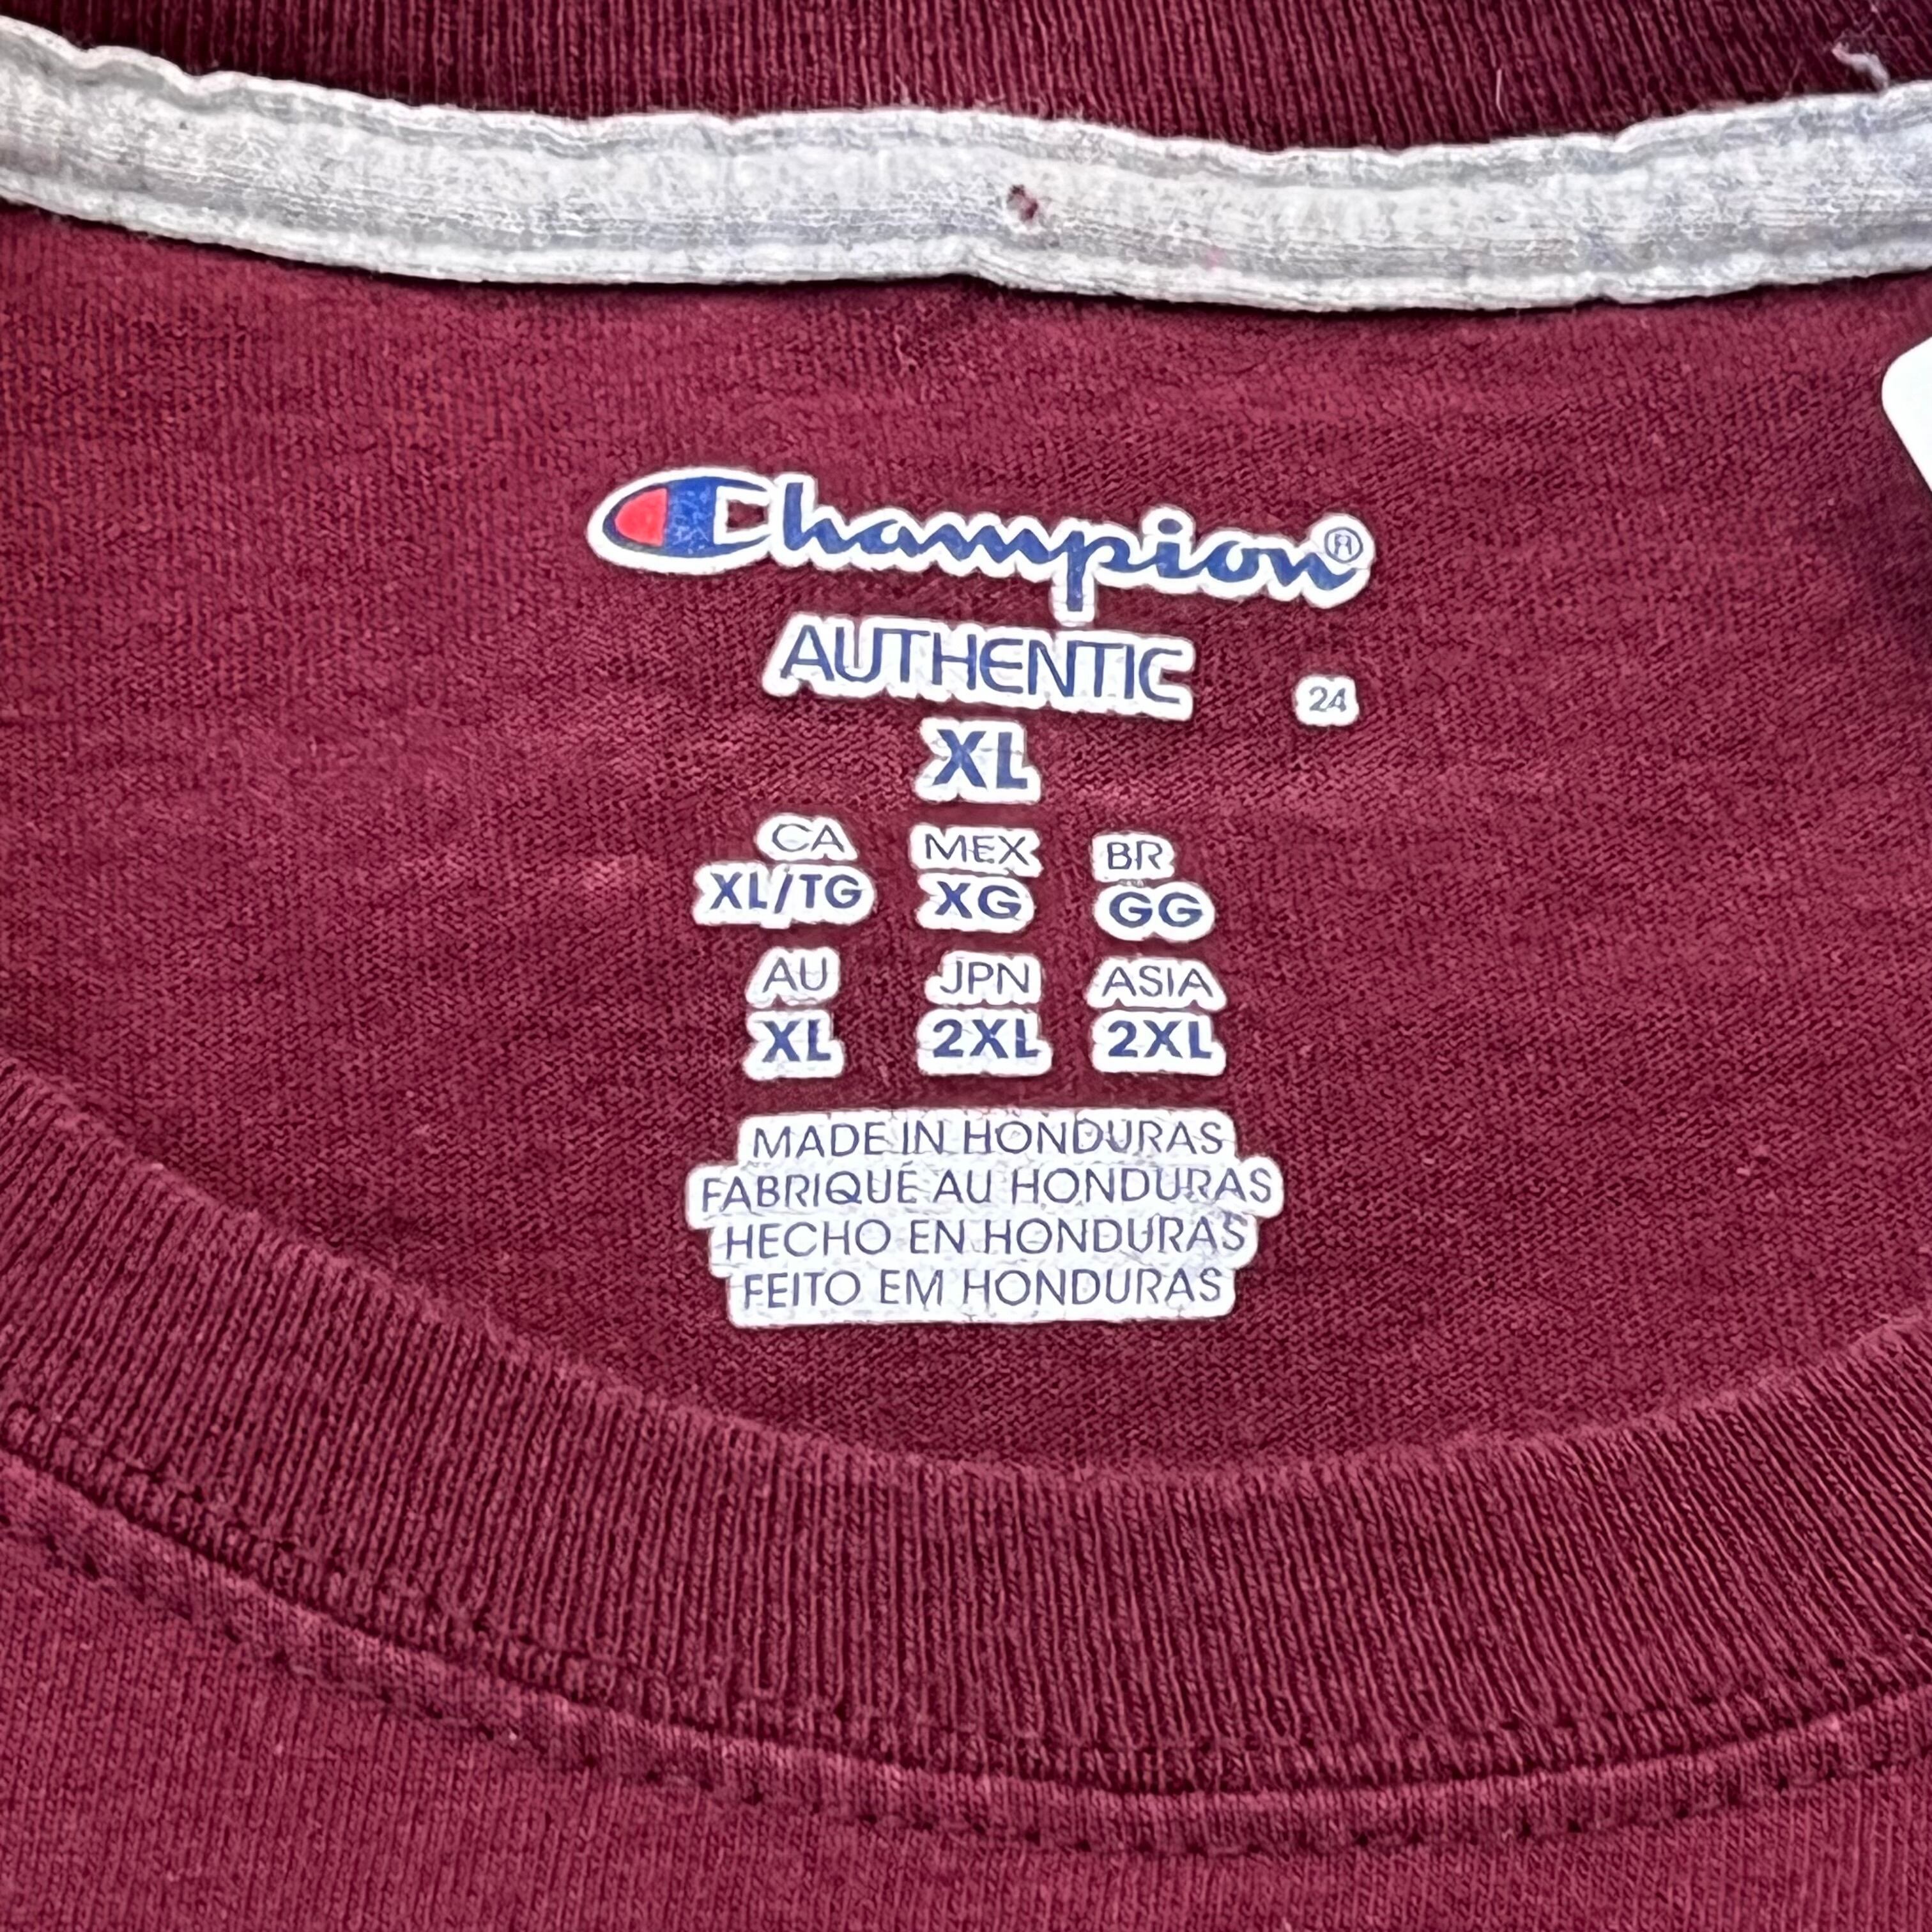 Champion®
AUTHENTIC
24
XL
CA MEX BR
XL/TG XG GG
AU JPN ASIA
XL 2XL 2XL
MADE IN HONDURAS
FABRIQUÉ AU HONDURAS
HECHO EN HONDURAS
FEITO EM HONDURAS